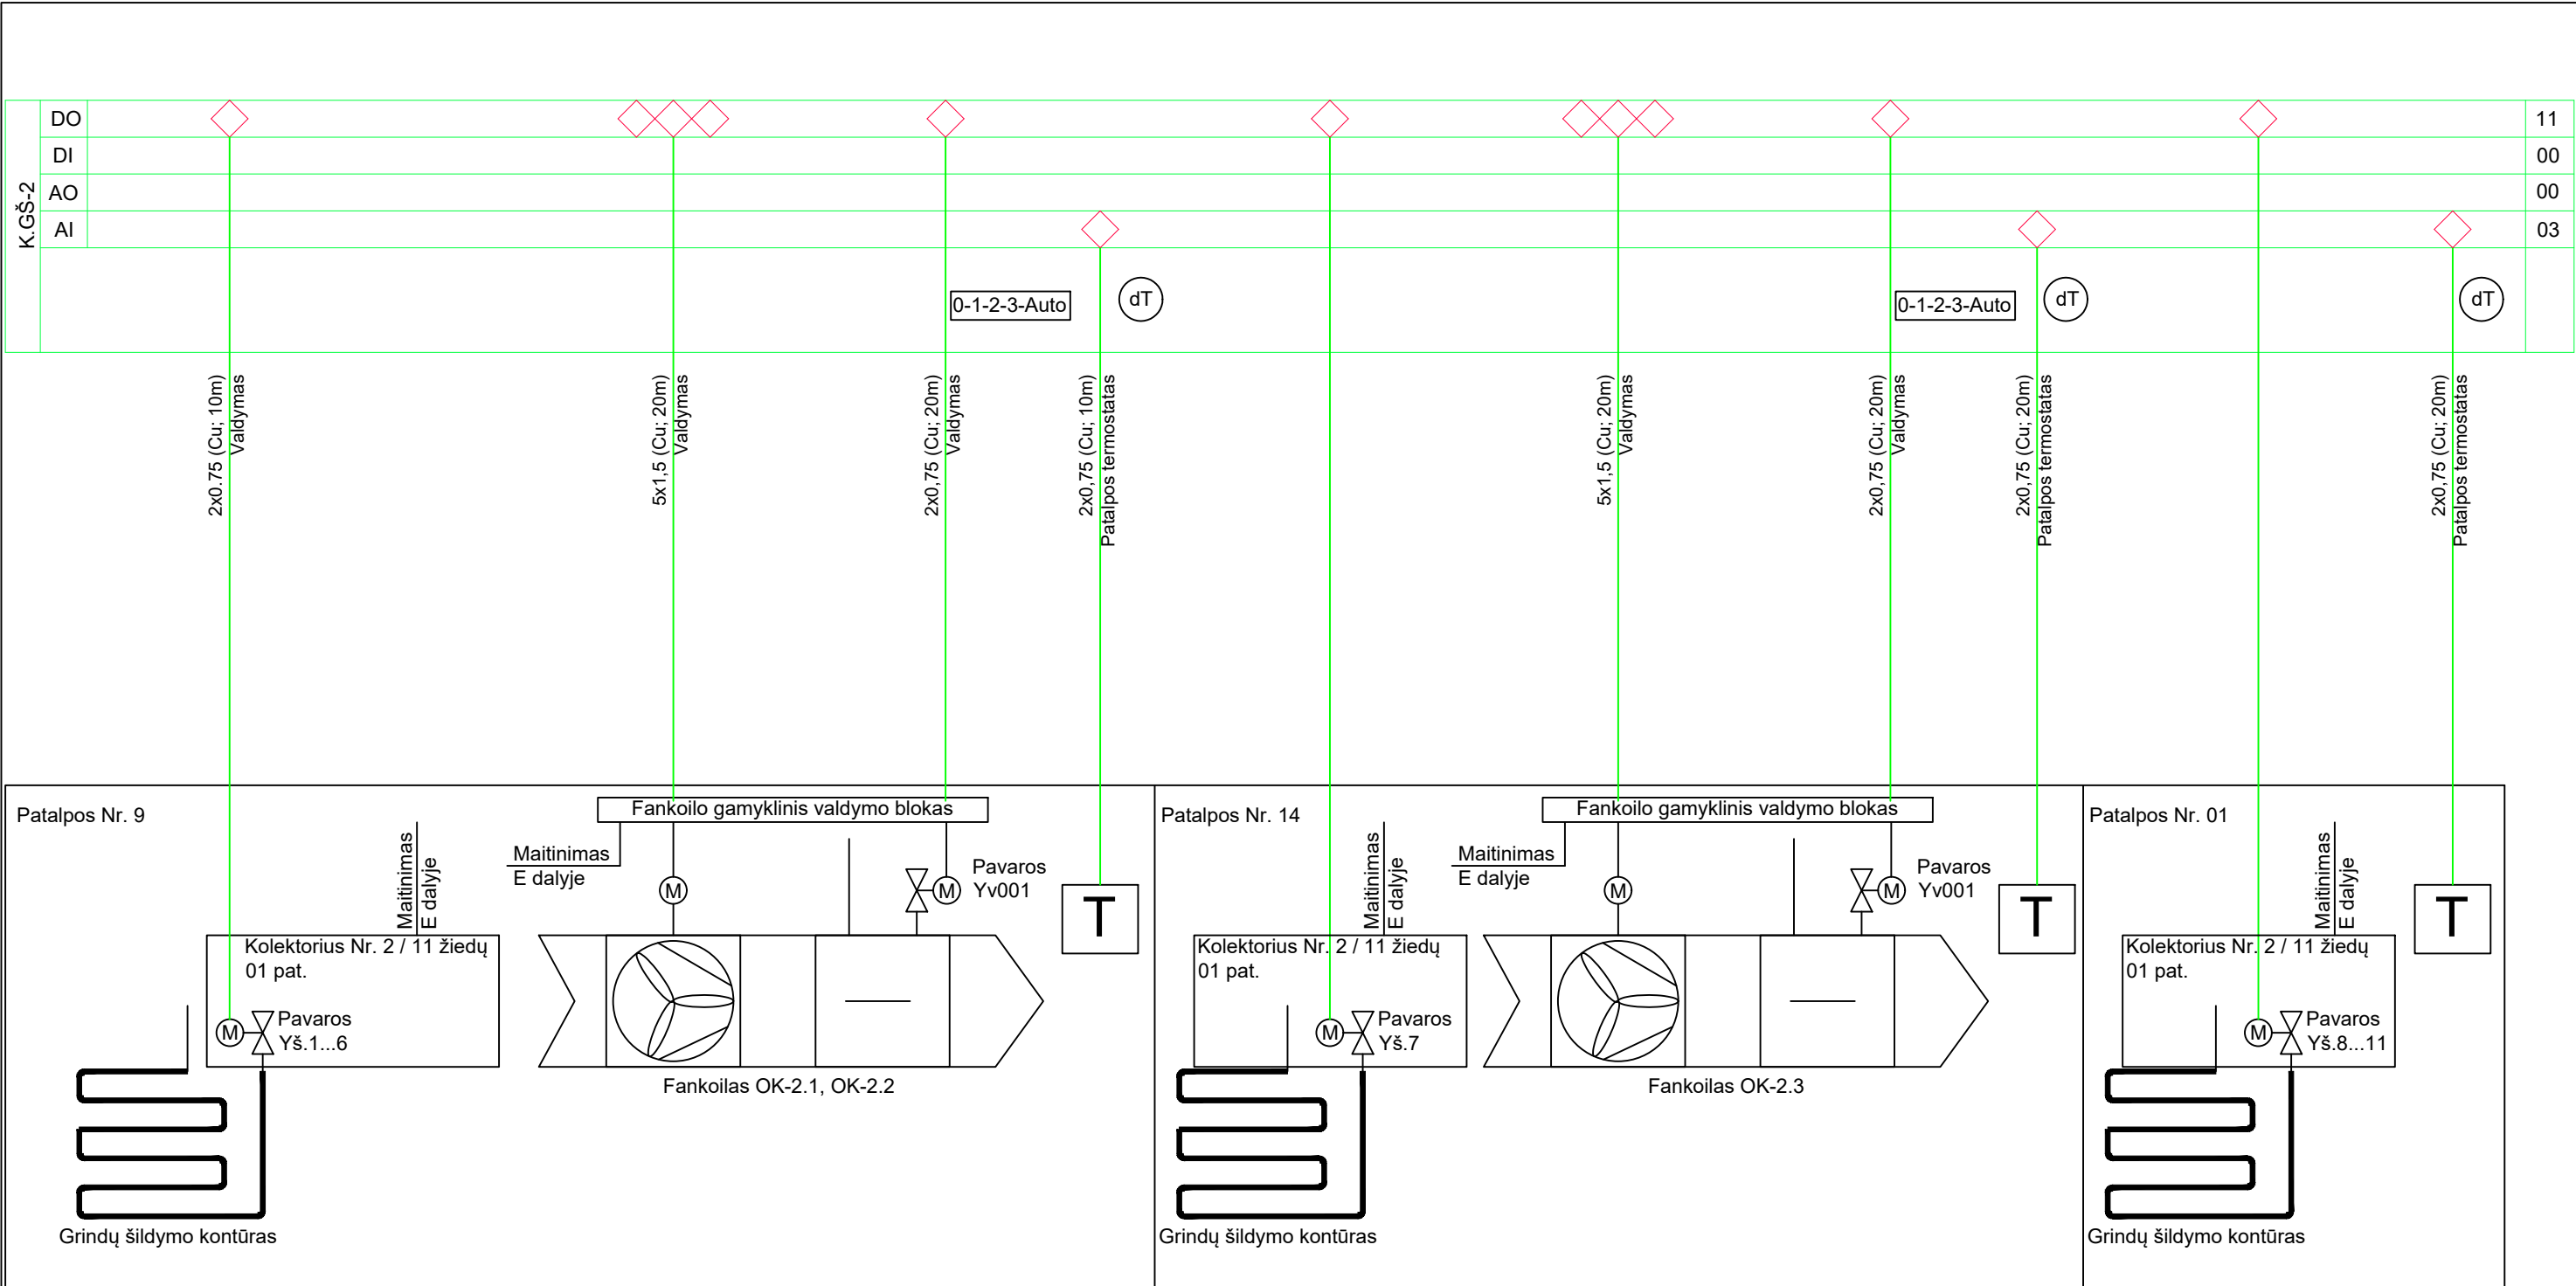 K.GŠ-2
DO
11
DI
00
AO
00
AI
03
0-1-2-3-Auto
dT
0-1-2-3-Auto
dT
dT
2x0.75 (Cu; 10m)
Valdymas
5x1,5 (Cu; 20m)
Valdymas
2x0,75 (Cu; 20m)
Valdymas
2x0,75 (Cu; 10m)
Patalpos termostatas
5x1,5 (Cu; 20m)
Valdymas
2x0,75 (Cu; 20m)
Valdymas
2x0,75 (Cu; 20m)
Patalpos termostatas
2x0,75 (Cu; 20m)
Patalpos termostatas
Patalpos Nr. 9
Fankoilo gamyklinis valdymo blokas
Maitinimas
E dalyje
Maitinimas
E dalyje
M
M
Pavaros
Yv001
T
Kolektorius Nr. 2 / 11 žiedų
01 pat.
M
Pavaros
Yš.1...6
Fankoilas OK-2.1, OK-2.2
Grindų šildymo kontūras
Patalpos Nr. 14
Fankoilo gamyklinis valdymo blokas
Maitinimas
E dalyje
Maitinimas
E dalyje
M
M
Pavaros
Yv001
T
Kolektorius Nr. 2 / 11 žiedų
01 pat.
M
Pavaros
Yš.7
Fankoilas OK-2.3
Grindų šildymo kontūras
Patalpos Nr. 01
Maitinimas
E dalyje
T
Kolektorius Nr. 2 / 11 žiedų
01 pat.
M
Pavaros
Yš.8...11
Grindų šildymo kontūras